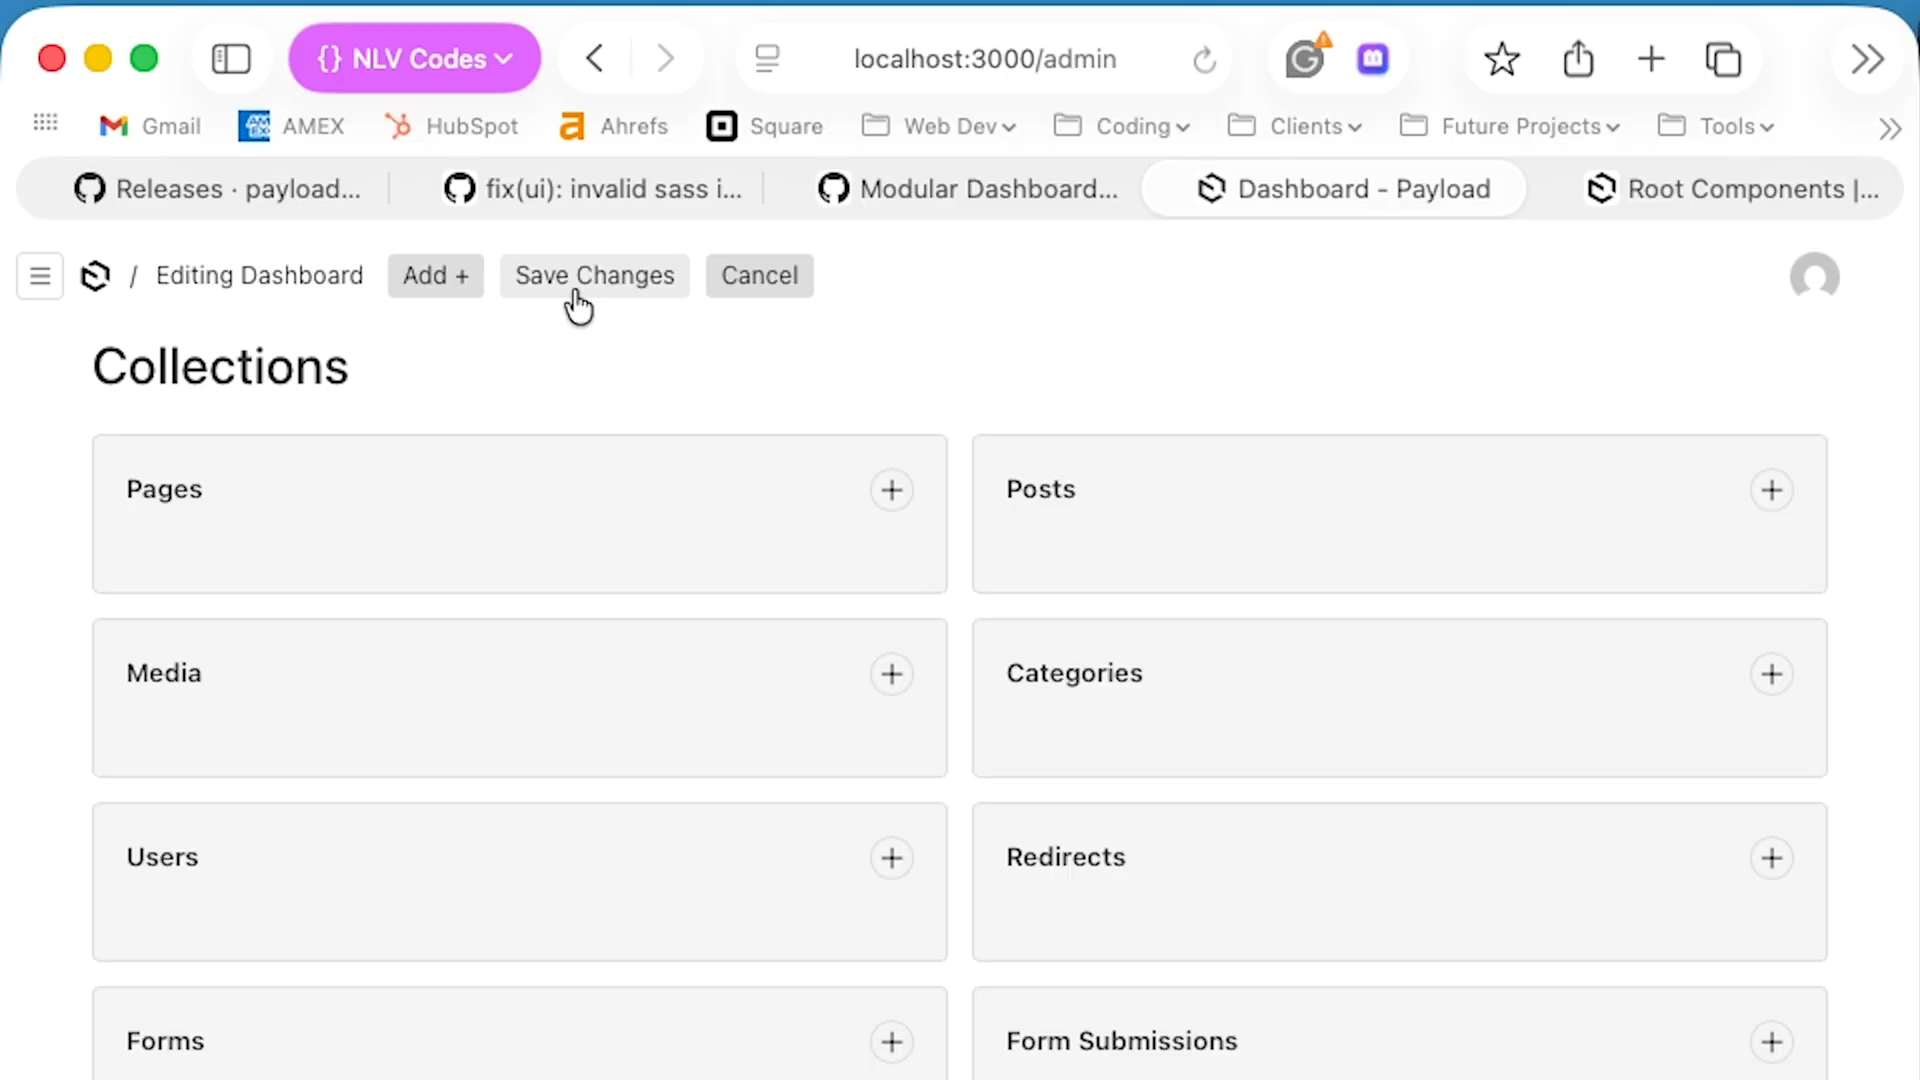 {} NLV Codes
localhost:3000/admin
Gmail
AMEX
HubSpot
Ahrefs
Square
Web Dev
Coding
Clients
Future Projects
Tools
Releases · payload...
fix(ui): invalid sass i...
Modular Dashboard...
Dashboard - Payload
Root Components |...
/ Editing Dashboard
Add +
Save Changes
Cancel
Collections
Pages
Posts
Media
Categories
Users
Redirects
Forms
Form Submissions